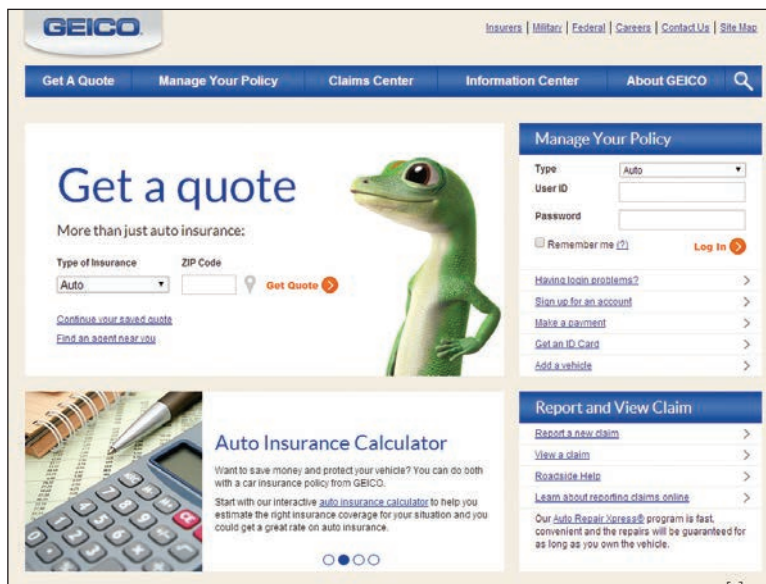 GEICO
Insurers | Military | Federal | Careers | Contact Us | Site Map
Get A Quote Manage Your Policy Claims Center Information Center About GEICO
Get a quote
More than just auto insurance:
Type of Insurance ZIP Code
Auto Get Quote
Continue your saved quote
Find an agent near you
Manage Your Policy
Type Auto
User ID
Password
Remember me (?) Log In
Having login problems?
Sign up for an account
Make a payment
Get an ID Card
Add a vehicle
Auto Insurance Calculator
Want to save money and protect your vehicle? You can do both
with a car insurance policy from GEICO.
Start with our interactive auto insurance calculator to help you
estimate the right insurance coverage for your situation and you
could get a great rate on auto insurance.
Report and View Claim
Report a new claim
View a claim
Roadside Help
Learn about reporting claims online
Our Auto Repair Xpress® program is fast,
convenient and the repairs will be guaranteed for
as long as you own the vehicle.